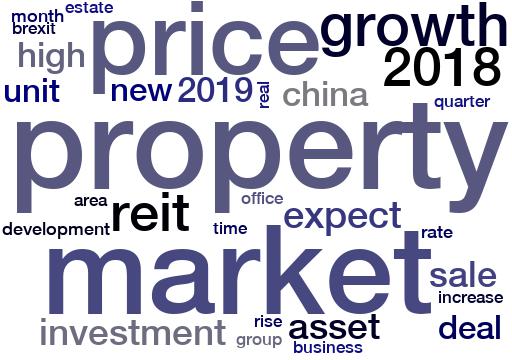 month estate
brexit
price growth
high
2018
unit new 2019 real china
quarter
property
area office
reit expect
development time rate
market
sale
increase
investment rise asset deal
group business